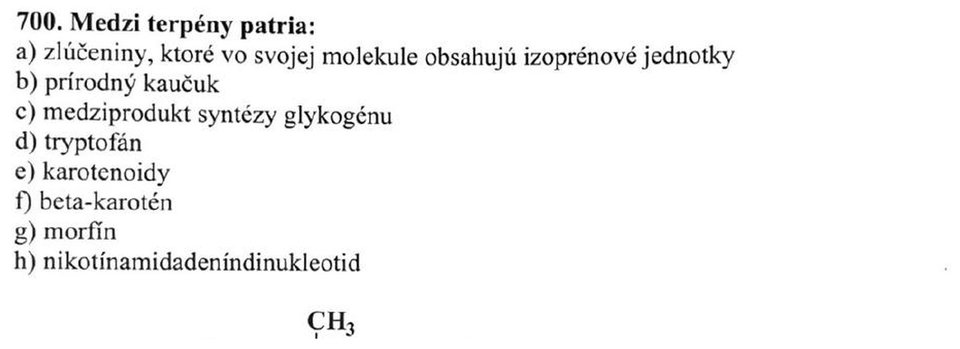 700. Medzi terpény patria:
a) zlúčeniny, ktoré vo svojej molekule obsahujú izoprénové jednotky
b) prírodný kaučuk
c) medziprodukt syntézy glykogénu
d) tryptofán
e) karotenoidy
f) beta-karotén
g) morfín
h) nikotínamidadeníndinukleotid
CH₃